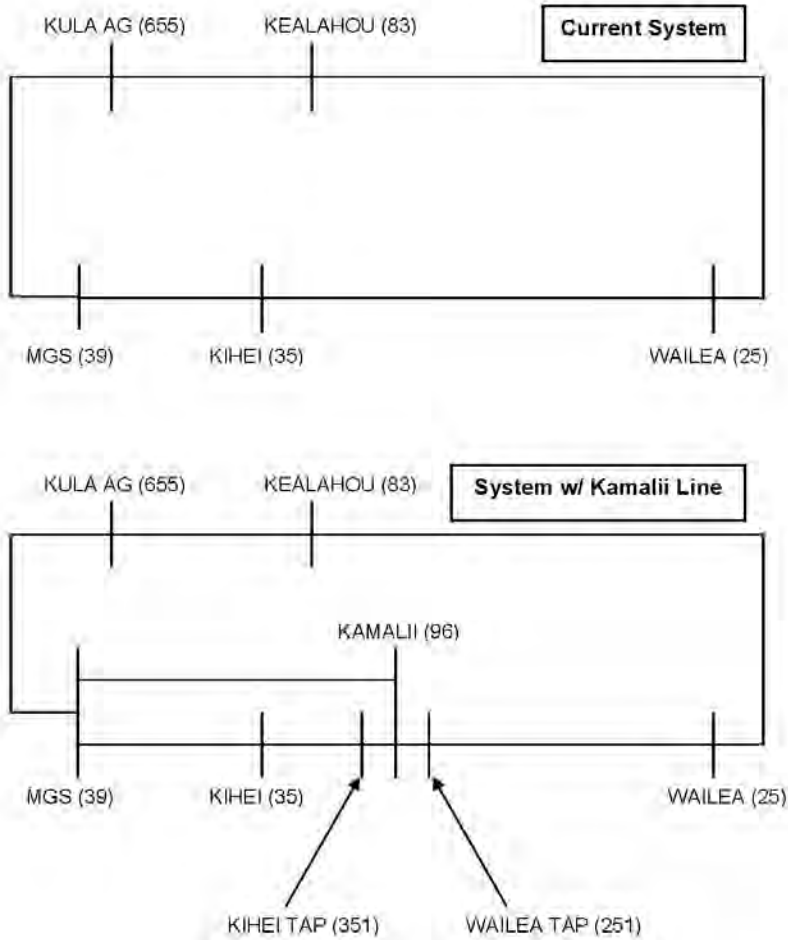 KULA AG (655) KEALAHOU (83) Current System
MGS (39) KIHEI (35) WAILEA (25)
KULA AG (655) KEALAHOU (83) System w/ Kamalii Line
KAMALII (96)
MGS (39) KIHEI (35) WAILEA (25)
KIHEI TAP (351) WAILEA TAP (251)